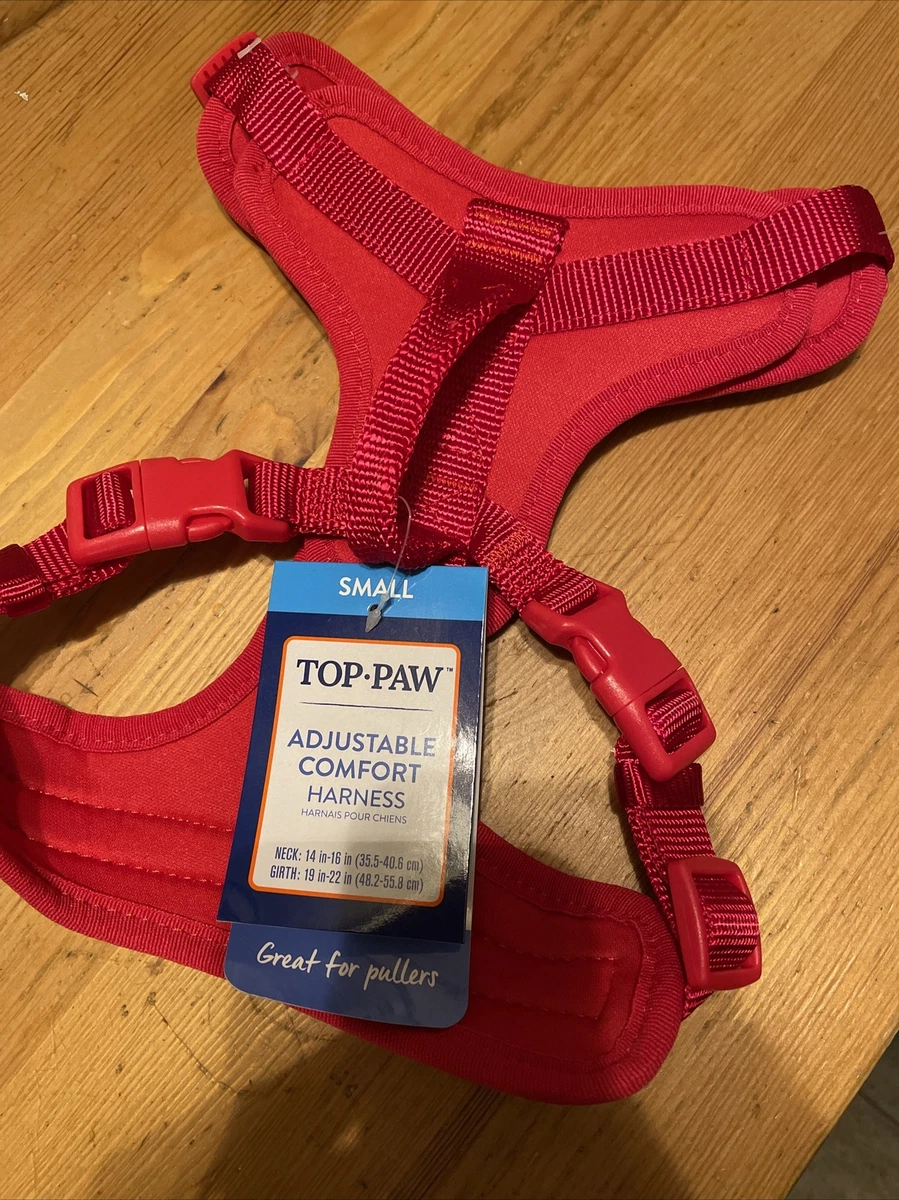 SMALL
TOP·PAW™
ADJUSTABLE
COMFORT
HARNESS
HARNAIS POUR CHIENS
NECK: 14 in-16 in (35.5-40.6 cm)
GIRTH: 19 in-22 in (48.2-55.8 cm)
Great for pullers